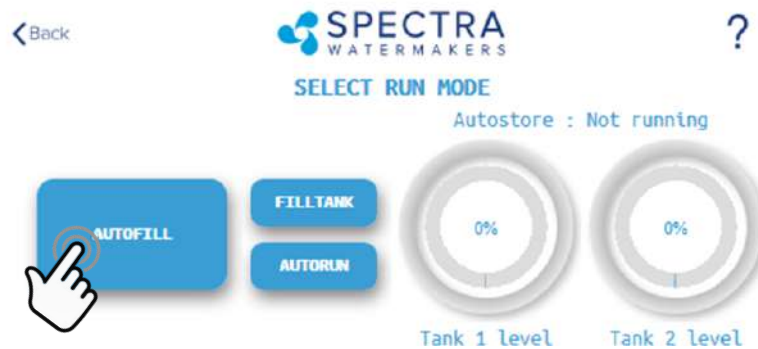 Back
SPECTRA
WATERMAKERS
?
SELECT RUN MODE
Autostore : Not running
AUTOFILL
FILLTANK
AUTORUN
0%
0%
Tank 1 level
Tank 2 level